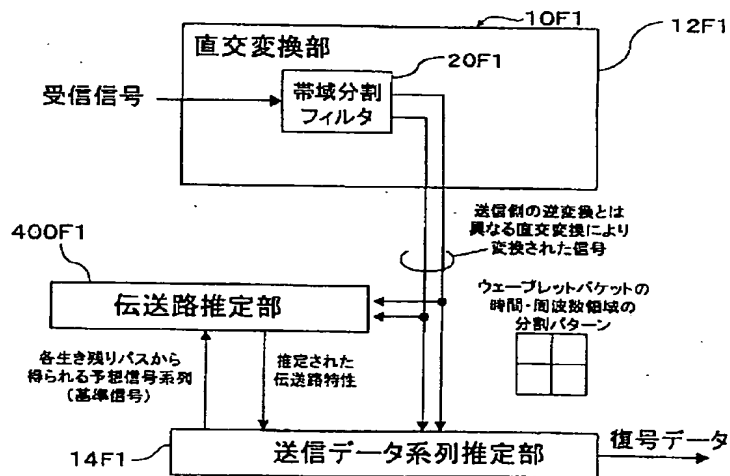 10F1
12F1
直交変換部
20F1
受信信号
帯域分割
フィルタ
送信側の逆変換とは
異なる直交変換により
変換された信号
400F1
伝送路推定部
ウェーブレットパケットの
時間・周波数領域の
分割パターン
各生き残りパスから
得られる予想信号系列
(基準信号)
推定された
伝送路特性
14F1
送信データ系列推定部
復号データ